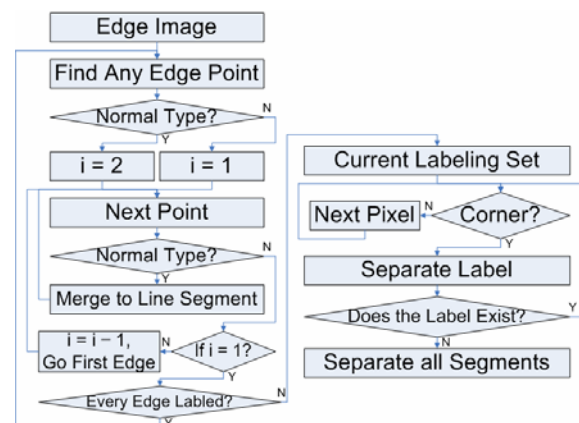 Edge Image
Find Any Edge Point
Normal Type?
N
Y
i = 2
i = 1
Next Point
Normal Type?
N
Y
Merge to Line Segment
i = i – 1,
Go First Edge
N
If i = 1?
Y
Every Edge Labled?
N
Y
Current Labeling Set
Next Pixel
N
Corner?
Y
Separate Label
Does the Label Exist?
Y
N
Separate all Segments